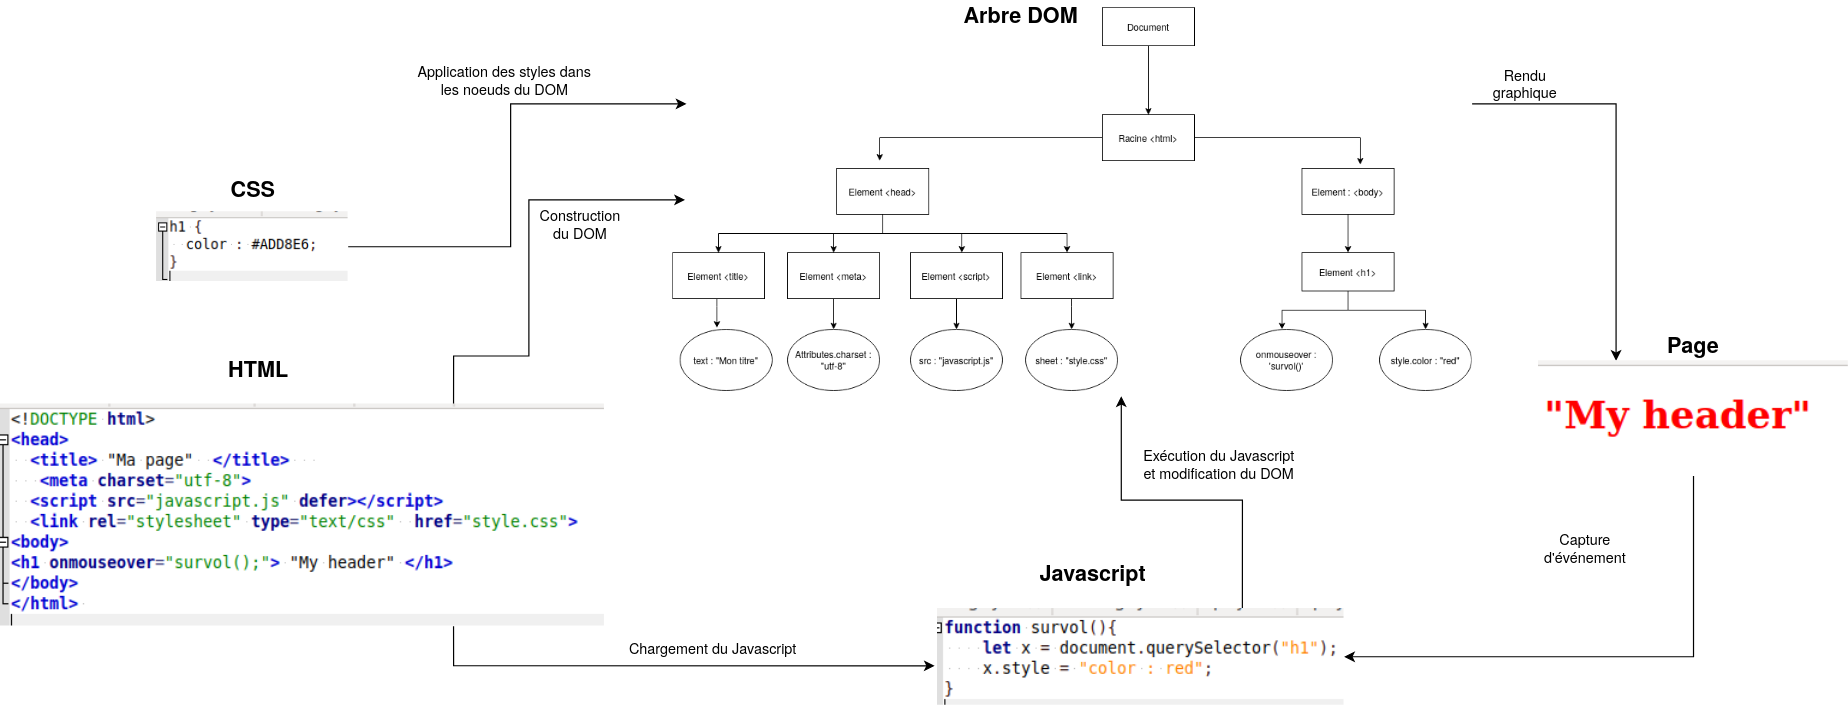 Arbre DOM
Document
Application des styles dans
les noeuds du DOM
Rendu
graphique
Racine <html>
CSS
h1 {
color : #ADD8E6;
}
Construction
du DOM
Element <head>
Element : <body>
Element <title>
Element <meta>
Element <script>
Element <link>
Element <h1>
text : "Mon titre"
Attributes.charset :
"utf-8"
src : "javascript.js"
sheet : "style.css"
onmouseover :
'survol()'
style.color : "red"
HTML
<!DOCTYPE html>
<head>
<title> "Ma page" </title>
<meta charset="utf-8">
<script src="javascript.js" defer></script>
<link rel="stylesheet" type="text/css" href="style.css">
<body>
<h1 onmouseover="survol();"> "My header" </h1>
</body>
</html>
Page
"My header"
Exécution du Javascript
et modification du DOM
Capture
d'événement
Chargement du Javascript
Javascript
function survol(){
let x = document.querySelector("h1");
x.style = "color : red";
}